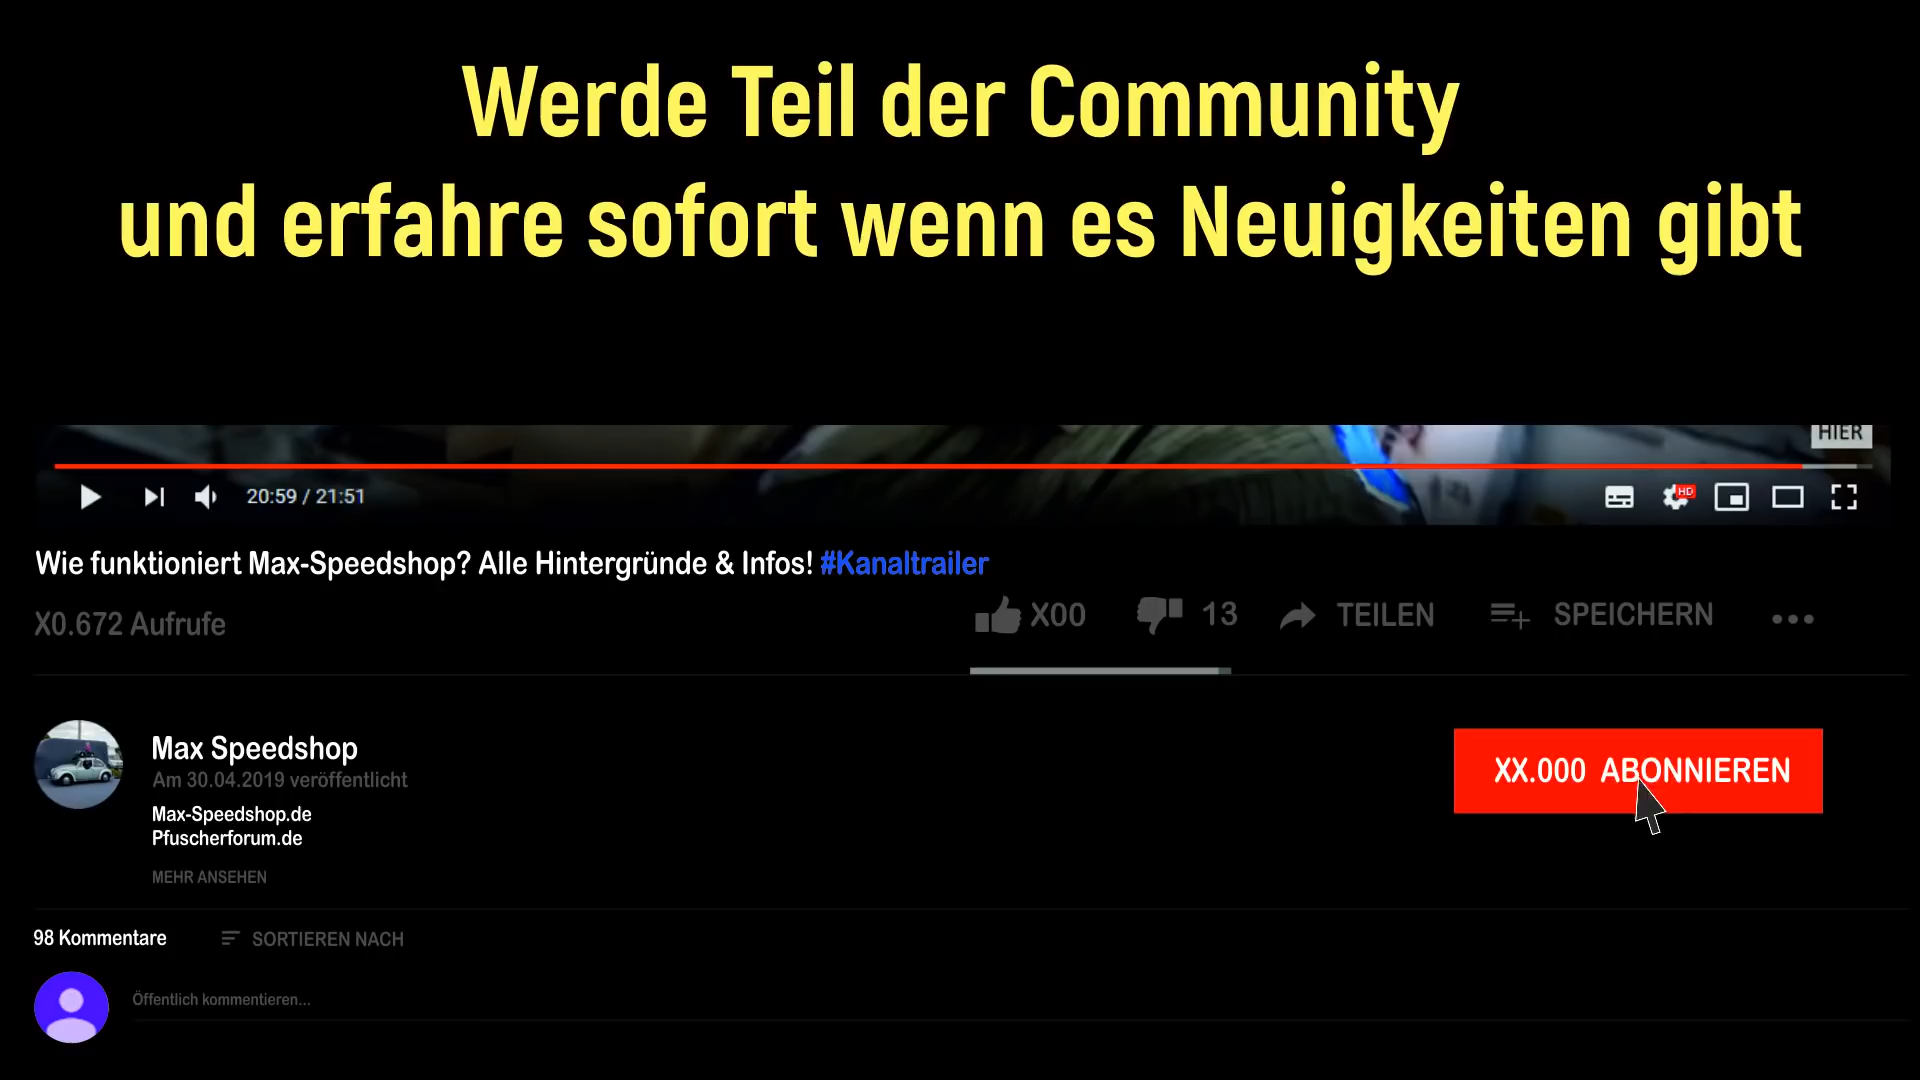 Werde Teil der Community
und erfahre sofort wenn es Neuigkeiten gibt
HIER
20:59 / 21:51
HD
Wie funktioniert Max-Speedshop? Alle Hintergründe & Infos! #Kanaltrailer
X0.672 Aufrufe
X00
13
TEILEN
SPEICHERN
Max Speedshop
Am 30.04.2019 veröffentlicht
XX.000 ABONNIEREN
Max-Speedshop.de
Pfuscherforum.de
MEHR ANSEHEN
98 Kommentare
SORTIEREN NACH
Öffentlich kommentieren...